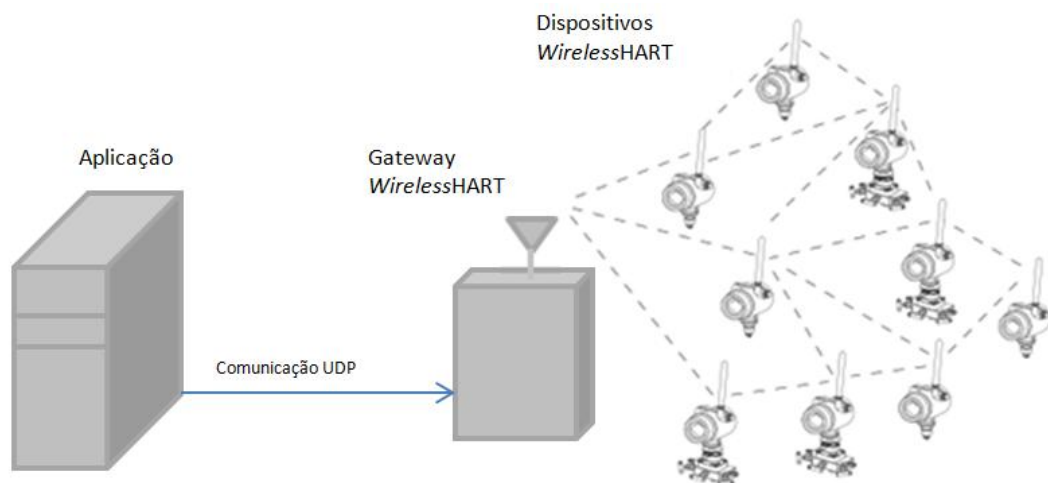 Dispositivos
WirelessHART
Aplicação
Gateway
WirelessHART
Comunicação UDP